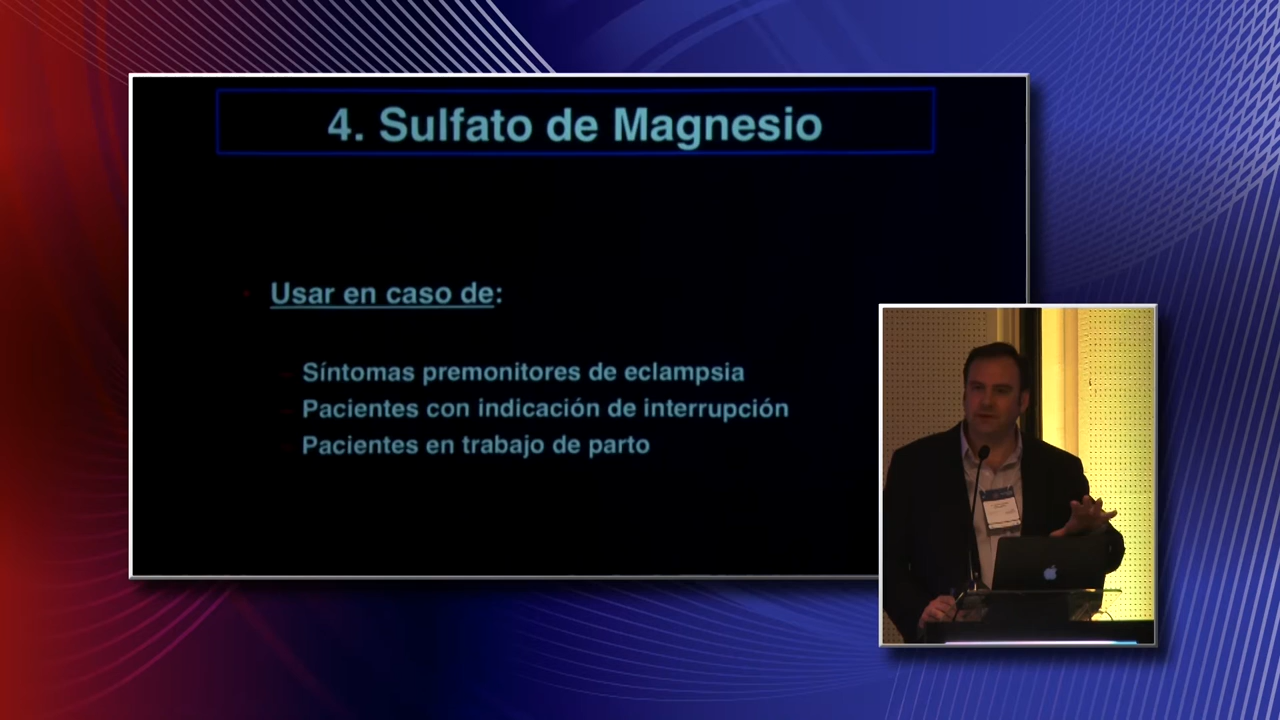 4. Sulfato de Magnesio
Usar en caso de:
Síntomas premonitores de eclampsia
Pacientes con indicación de interrupción
Pacientes en trabajo de parto